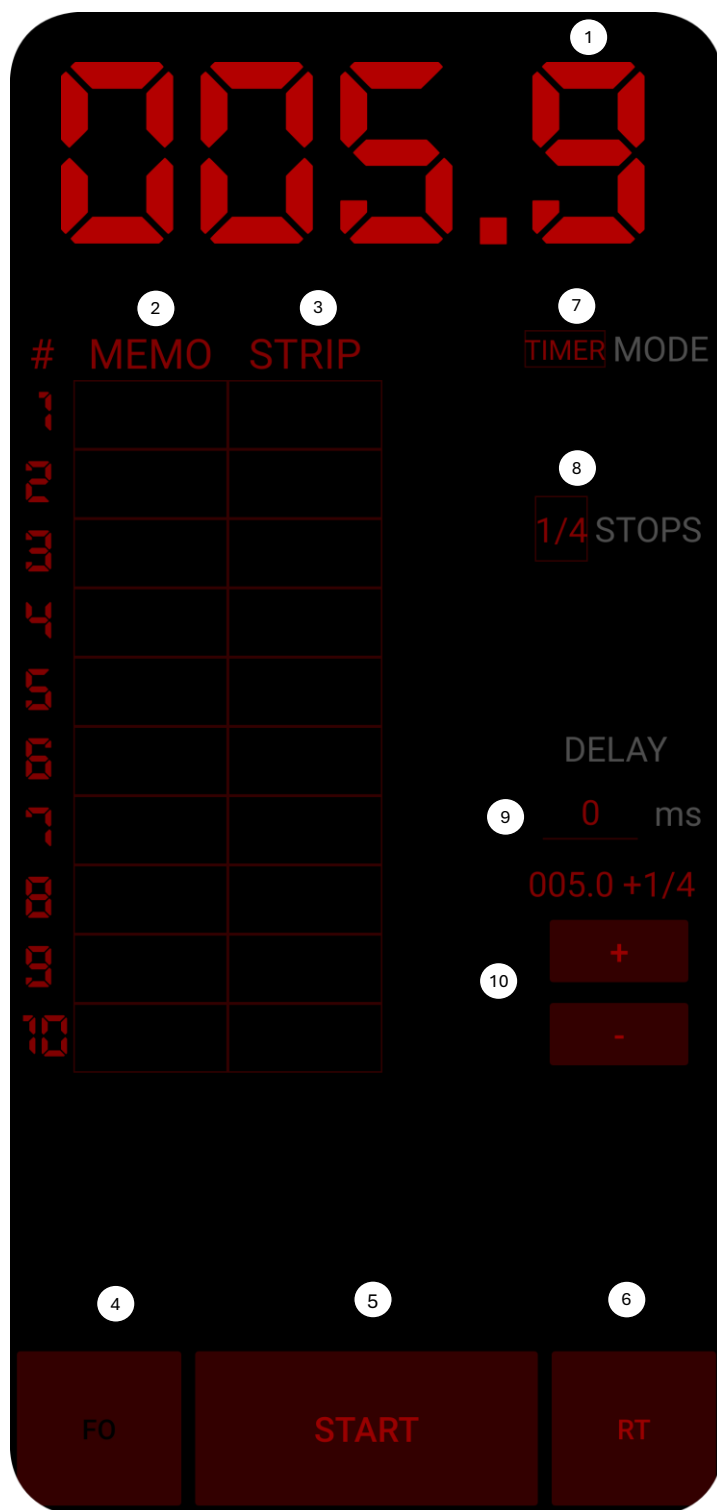 1
005.9
2 3 7
# MEMO STRIP TIMER MODE
1
8
2
1/4 STOPS
3
4
5
DELAY
6
9 0 ms
7
005.0 +1/4
8
+
9
10
-
10
4 5 6
FO START RT